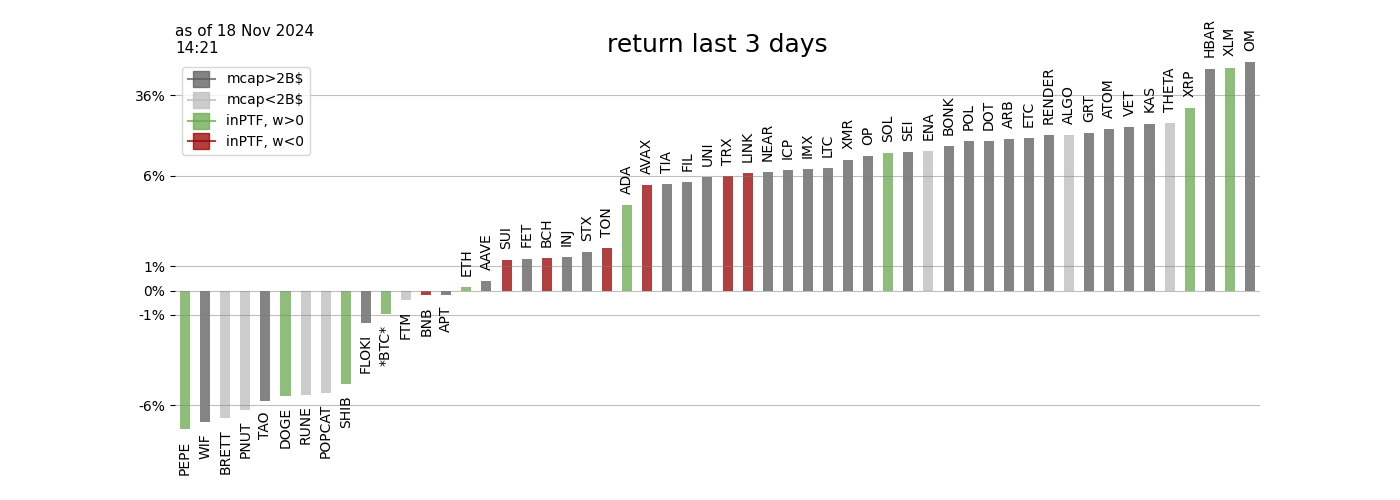 as of 18 Nov 2024
14:21
return last 3 days
mcap>2B$
mcap<2B$
inPTF, w>0
inPTF, w<0
36%
6%
1%
0%
-1%
-6%
PEPE
WIF
BRETT
PNUT
TAO
DOGE
RUNE
POPCAT
SHIB
FLOKI
*BTC*
FTM
BNB
APT
ETH
AAVE
SUI
FET
BCH
INJ
STX
TON
ADA
AVAX
TIA
FIL
UNI
TRX
LINK
NEAR
ICP
IMX
LTC
XMR
OP
SOL
SEI
ENA
BONK
POL
DOT
ARB
ETC
RENDER
ALGO
GRT
ATOM
VET
KAS
THETA
XRP
HBAR
XLM
OM